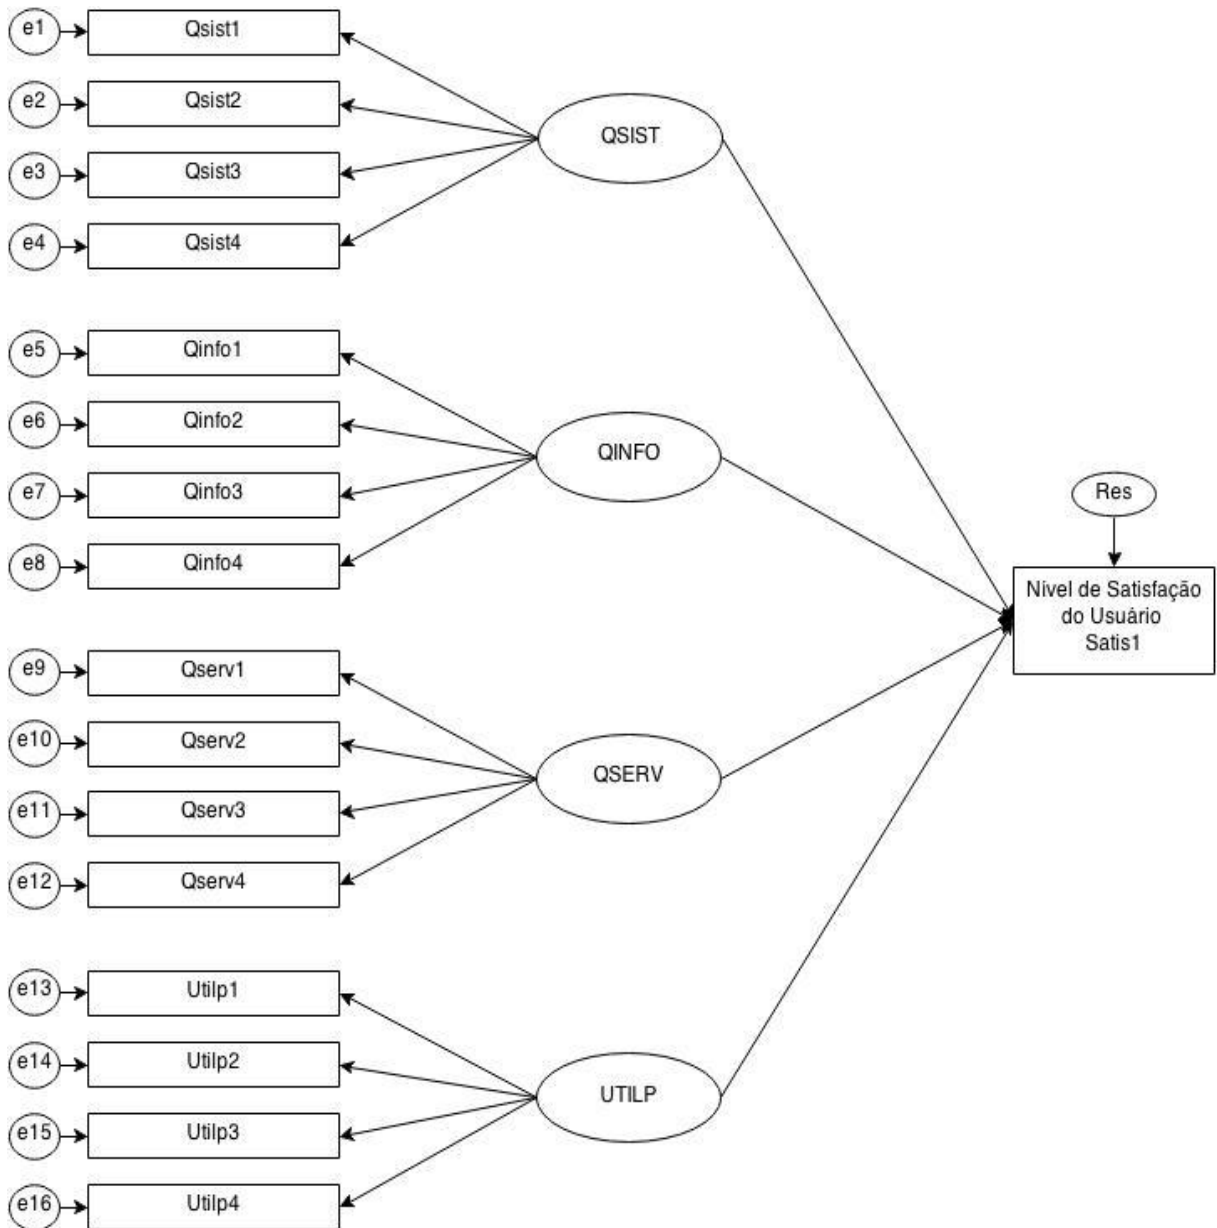 e1
Qsist1
e2
Qsist2
QSIST
e3
Qsist3
e4
Qsist4
e5
Qinfo1
e6
Qinfo2
QINFO
e7
Qinfo3
e8
Qinfo4
Res
Nível de Satisfação
do Usuário
Satis1
e9
Qserv1
e10
Qserv2
QSERV
e11
Qserv3
e12
Qserv4
e13
Utilp1
e14
Utilp2
UTILP
e15
Utilp3
e16
Utilp4